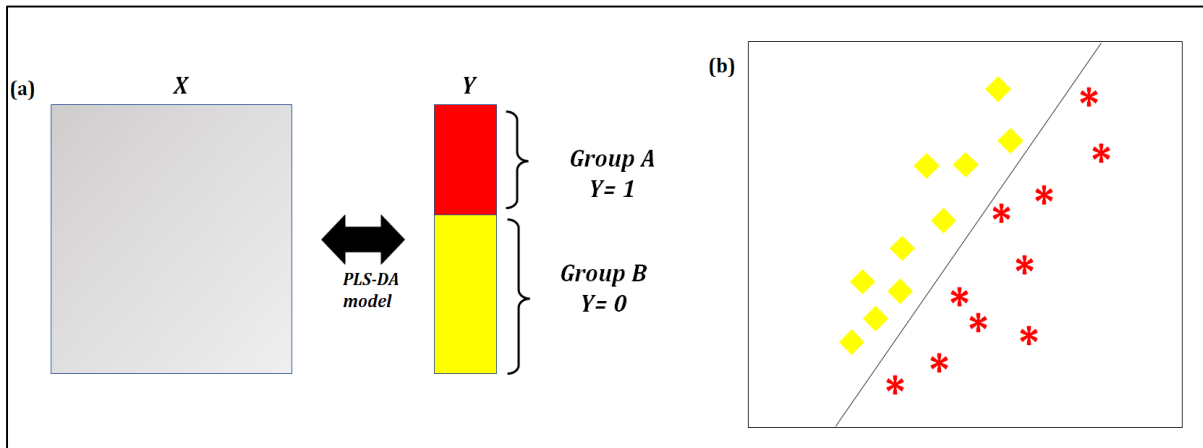 (a)
X
Y
Group A
Y= 1
PLS-DA
model
Group B
Y=0
(b)